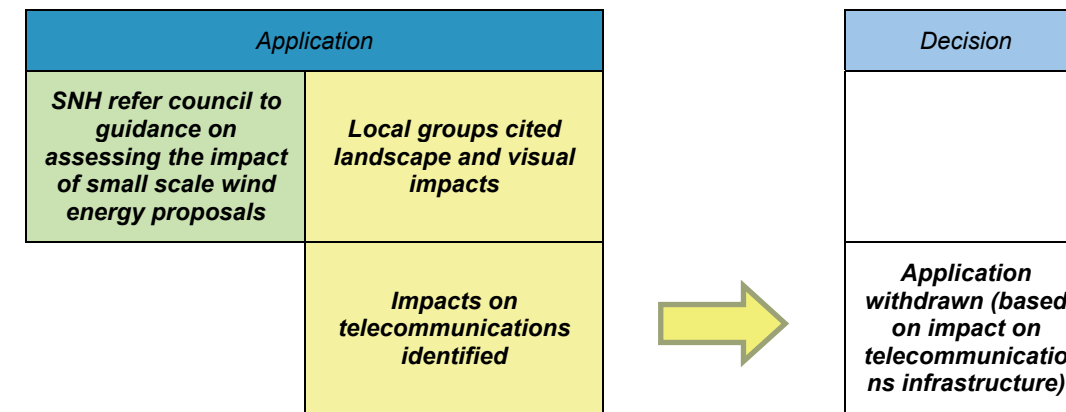 Application
Decision
SNH refer council to
guidance on
assessing the impact
of small scale wind
energy proposals
Local groups cited
landscape and visual
impacts
Impacts on
telecommunications
identified
Application
withdrawn (based
on impact on
telecommunicatio
ns infrastructure)